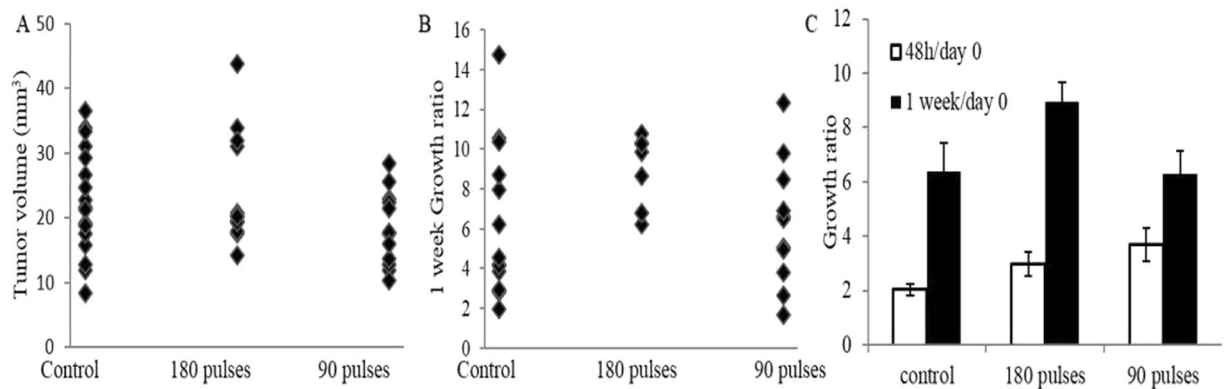 A
Tumor volume (mm³)
50
40
30
20
10
0
Control 180 pulses 90 pulses
B
1 week Growth ratio
16
14
12
10
8
6
4
2
0
Control 180 pulses 90 pulses
C
Growth ratio
12
10
8
6
4
2
0
48h/day 0
1 week/day 0
control 180 pulses 90 pulses